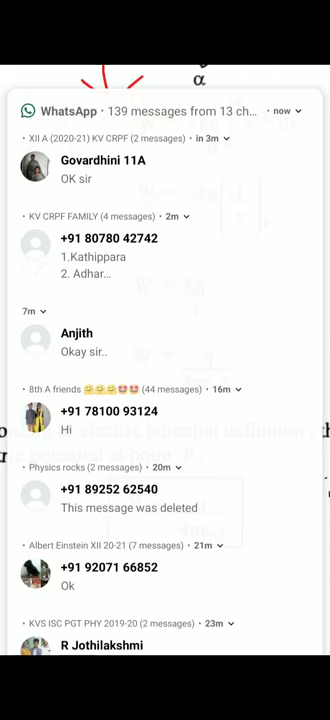 α
WhatsApp · 139 messages from 13 ch... · now
• XII A (2020-21) KV CRPF (2 messages) · in 3m
Govardhini 11A
OK sir
• KV CRPF FAMILY (4 messages) · 2m
+91 80780 42742
1.Kathippara
2. Adhar...
7m
Anjith
Okay sir..
• 8th A friends 🤗🤗🤗🤩🤩 (44 messages) · 16m
+91 78100 93124
Hi
• Physics rocks (2 messages) · 20m
+91 89252 62540
This message was deleted
• Albert Einstein XII 20-21 (7 messages) · 21m
+91 92071 66852
Ok
• KVS ISC PGT PHY 2019-20 (2 messages) · 23m
R Jothilakshmi